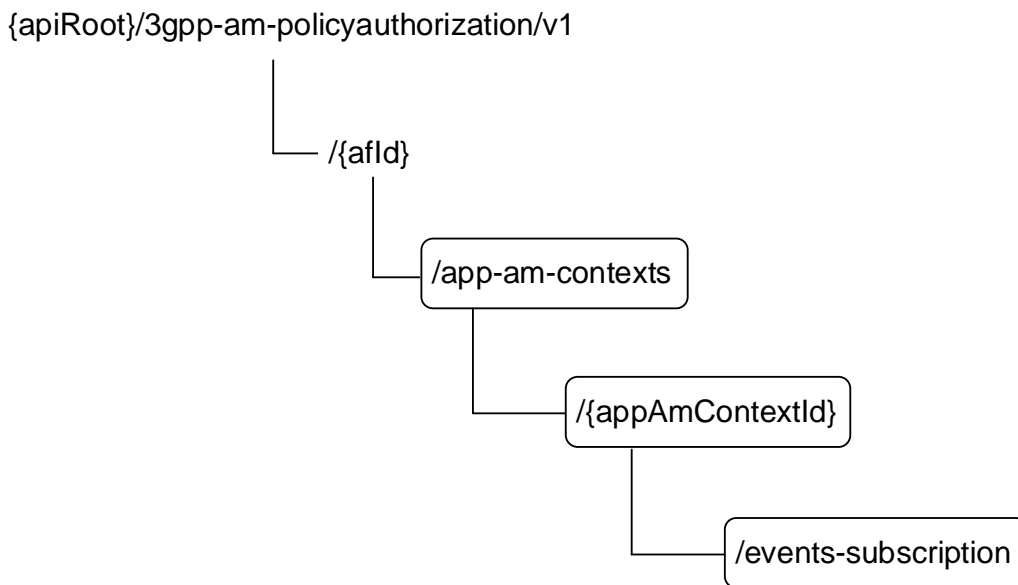 {apiRoot}/3gpp-am-policyauthorization/v1
/{afId}
/app-am-contexts
/{appAmContextId}
/events-subscription